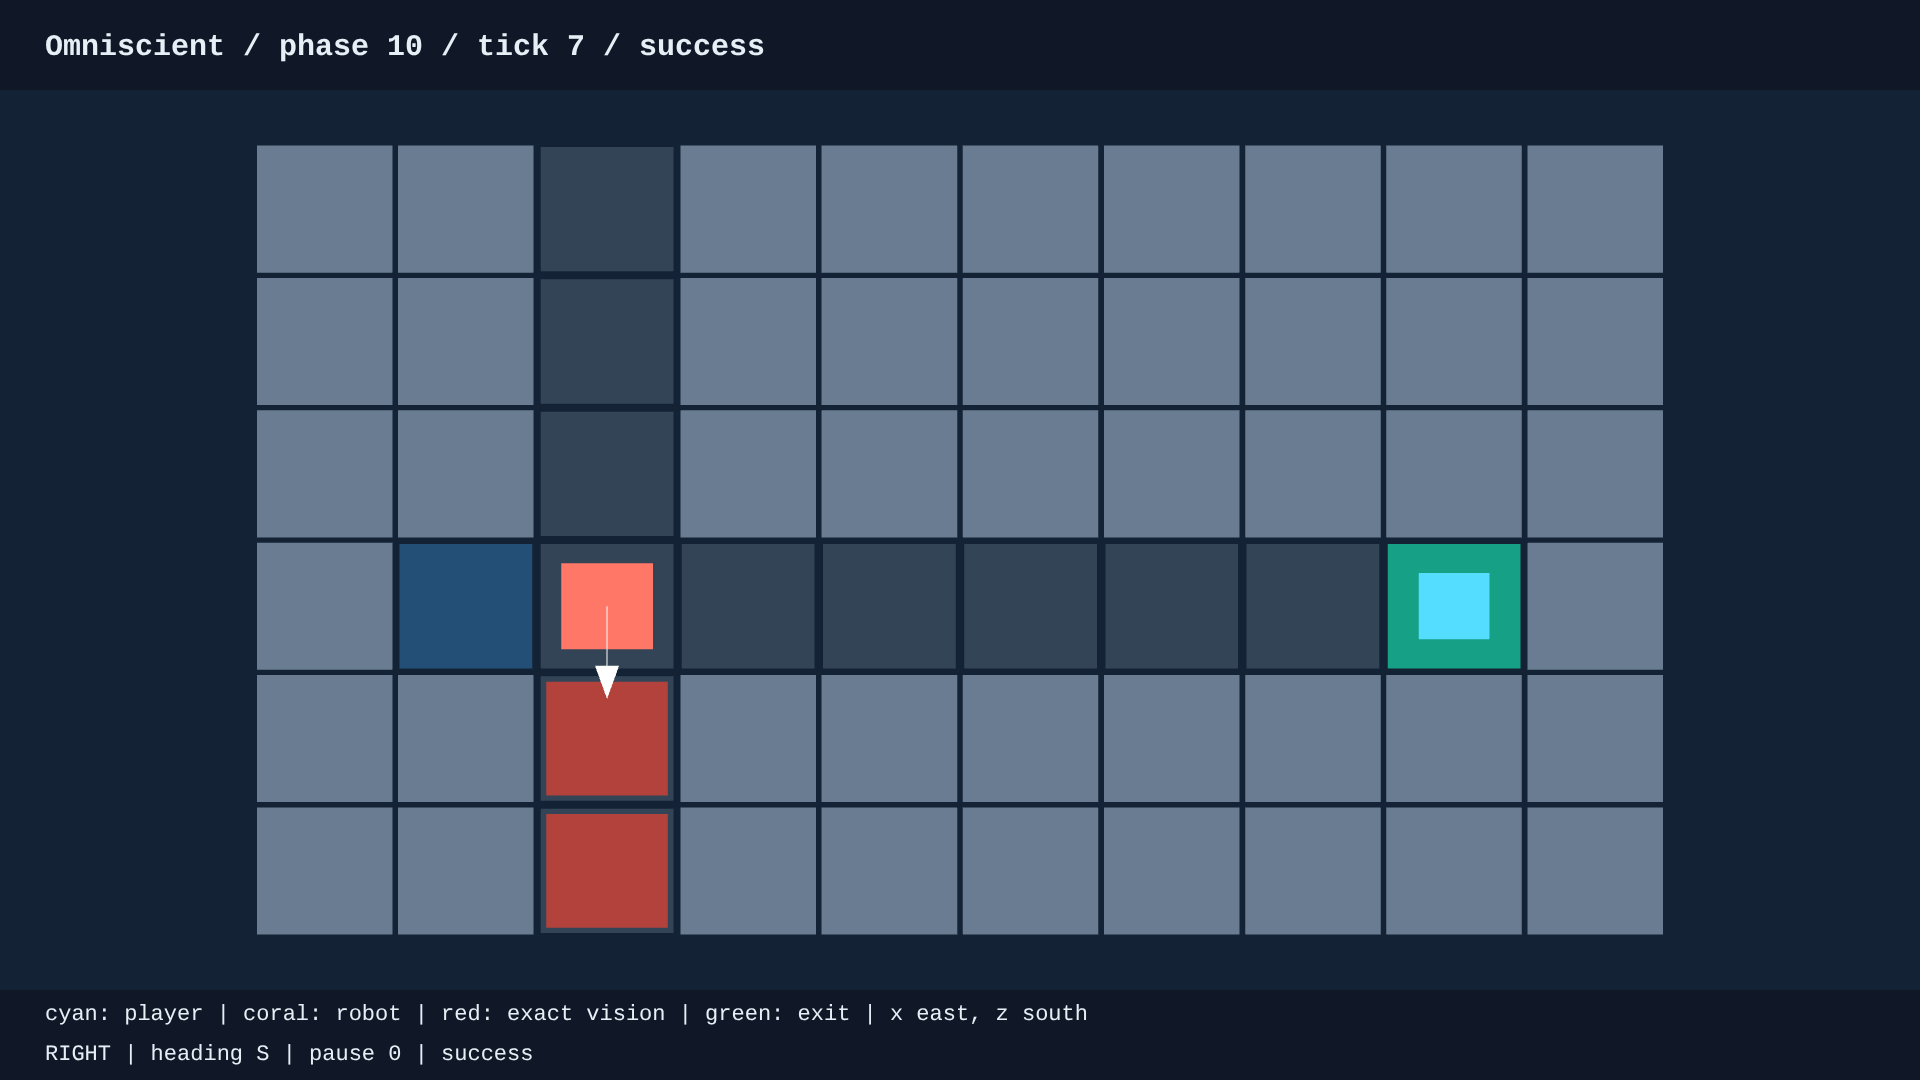 Omniscient / phase 10 / tick 7 / success
cyan: player | coral: robot | red: exact vision | green: exit | x east, z south
RIGHT | heading S | pause 0 | success